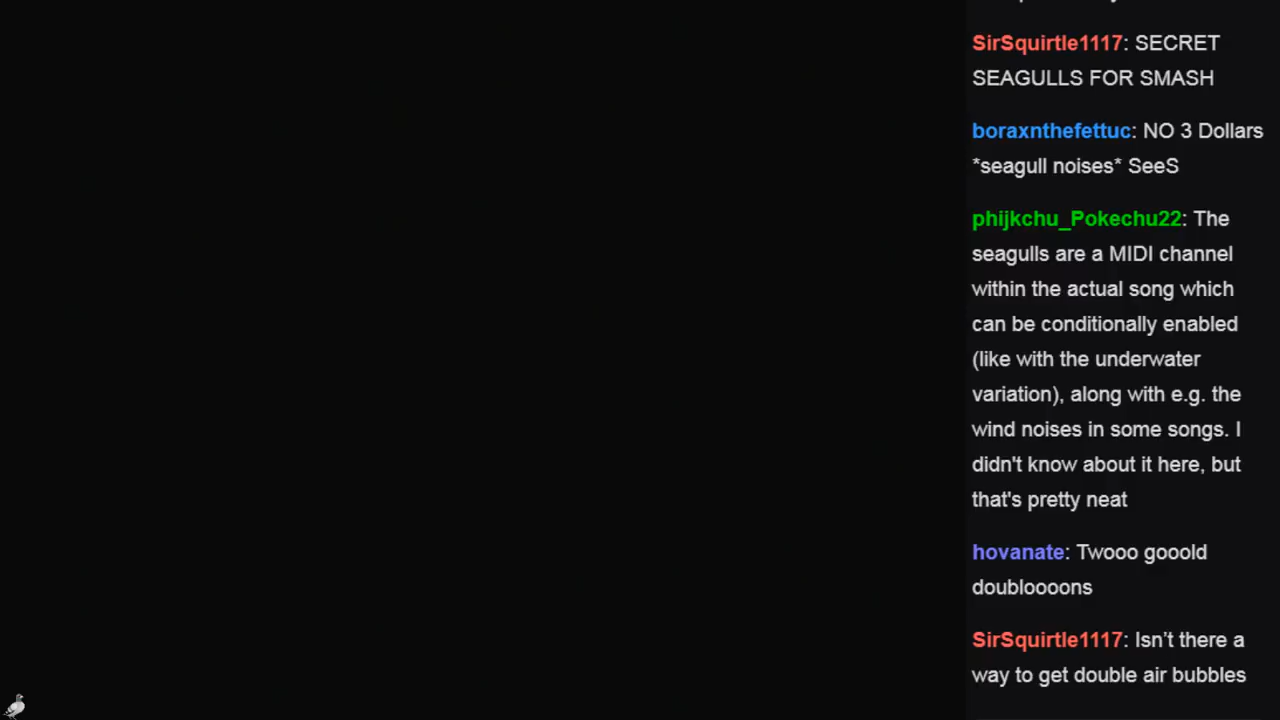 SirSquirtle1117: SECRET
SEAGULLS FOR SMASH
boraxnthefettuc: NO 3 Dollars
*seagull noises* SeeS
phijkchu_Pokechu22: The
seagulls are a MIDI channel
within the actual song which
can be conditionally enabled
(like with the underwater
variation), along with e.g. the
wind noises in some songs. I
didn't know about it here, but
that's pretty neat
hovanate: Twooo gooold
doubloooons
SirSquirtle1117: Isn’t there a
way to get double air bubbles